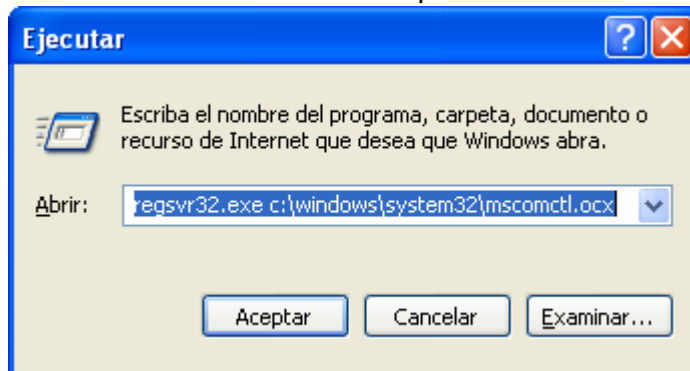 Ejecutar
Escriba el nombre del programa, carpeta, documento o
recurso de Internet que desea que Windows abra.
Abrir: regsvr32.exe c:\windows\system32\mscomctl.ocx
Aceptar Cancelar Examinar...